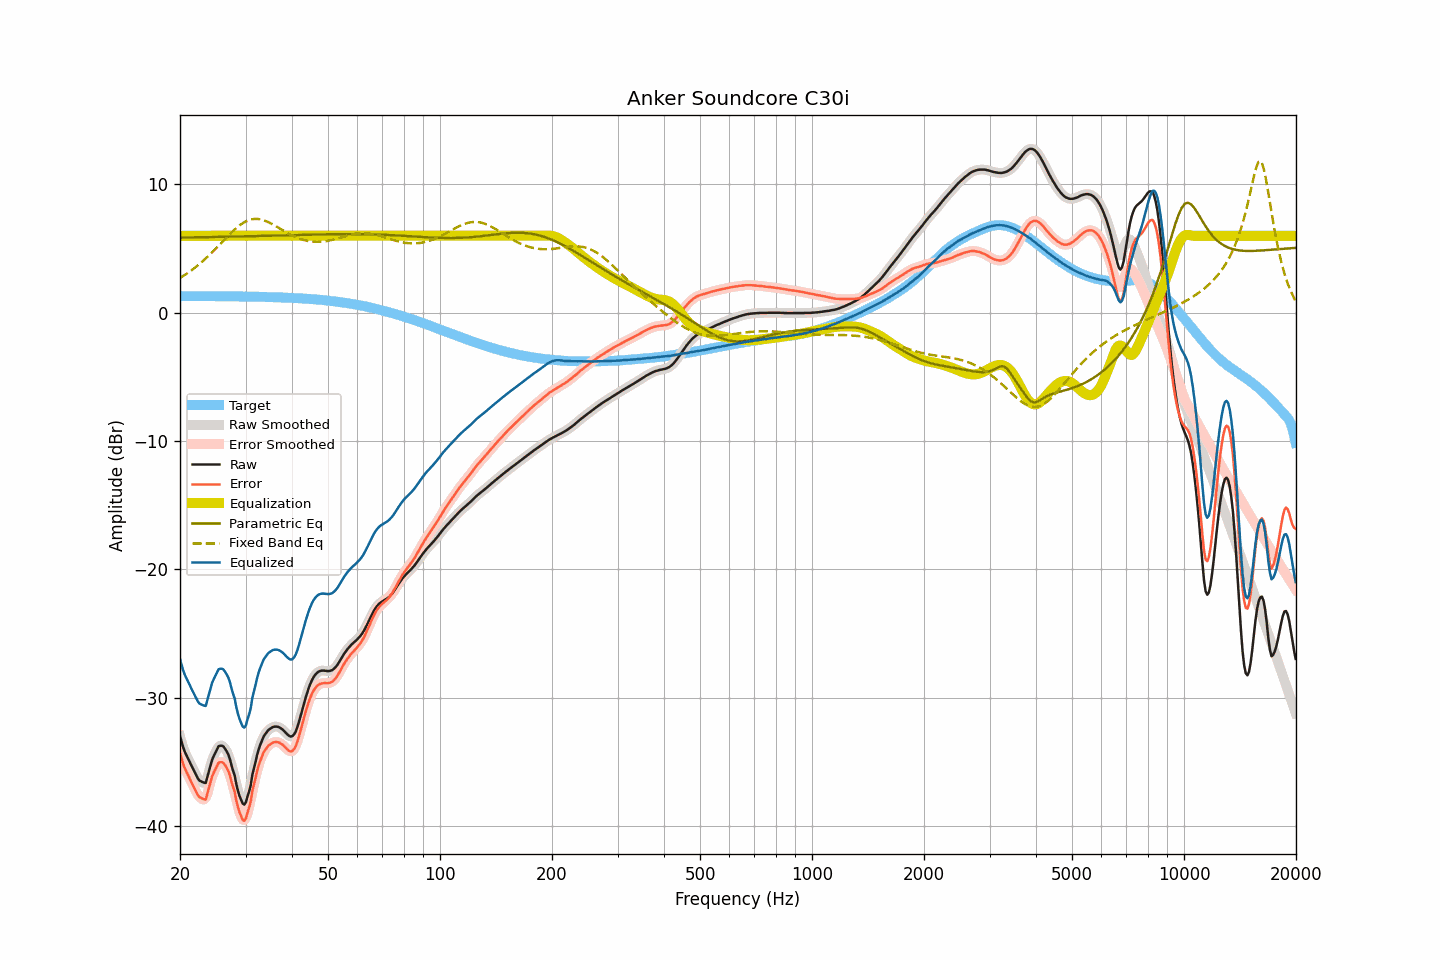 Anker Soundcore C30i
Amplitude (dBr)
10
0
−10
−20
−30
−40
Target
Raw Smoothed
Error Smoothed
Raw
Error
Equalization
Parametric Eq
Fixed Band Eq
Equalized
20 50 100 200 500 1000 2000 5000 10000 20000
Frequency (Hz)